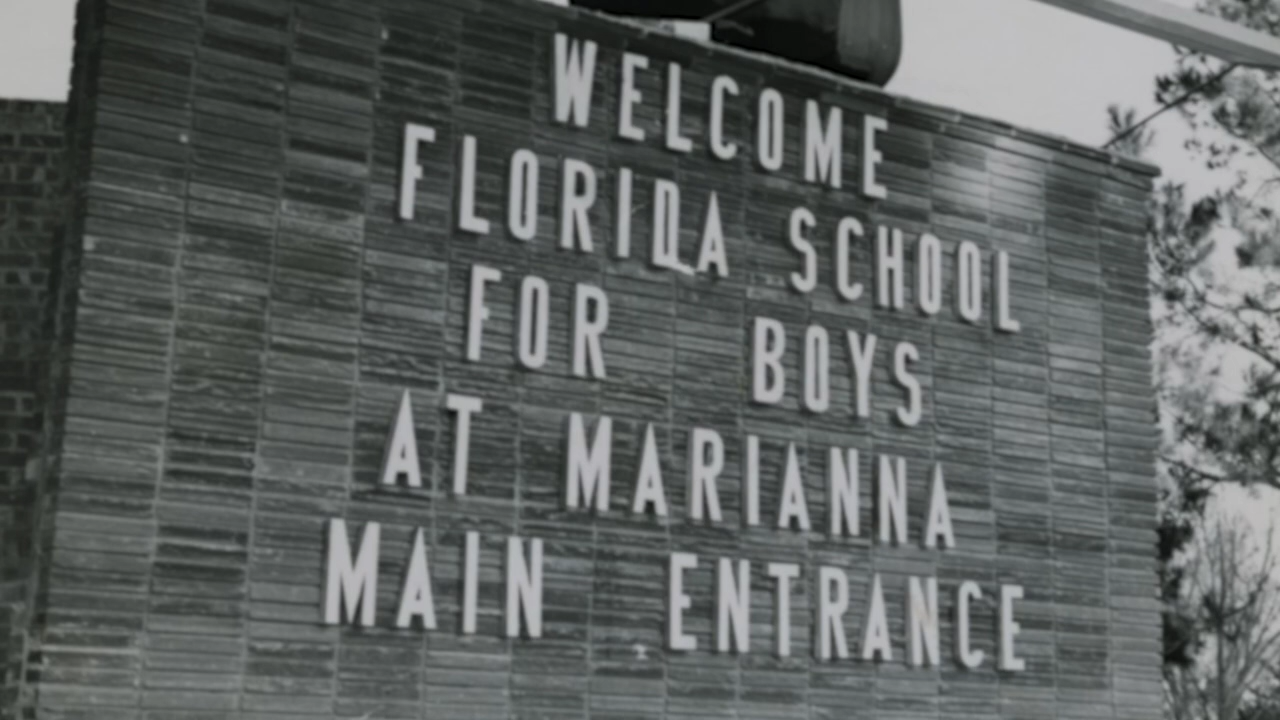 WELCOME
FLORIDA SCHOOL
FOR BOYS
AT MARIANNA
MAIN ENTRANCE